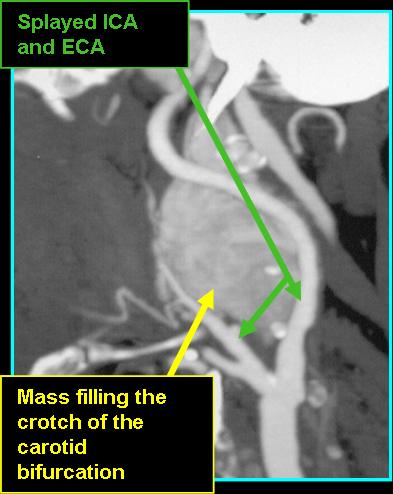 Splayed ICA
and ECA
Mass filling the
crotch of the
carotid
bifurcation